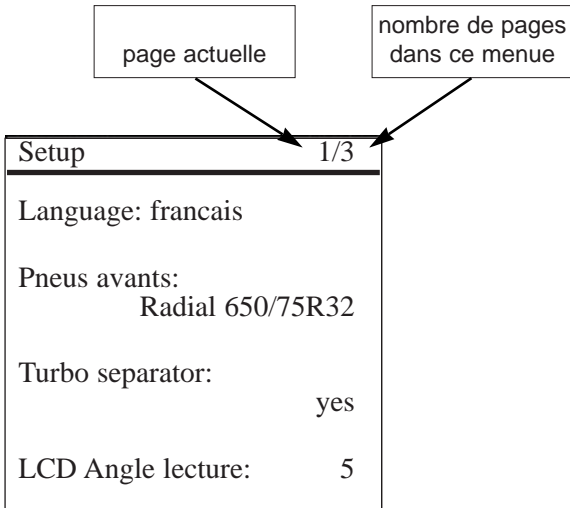 page actuelle
nombre de pages
dans ce menue
Setup 1/3
Language: francais
Pneus avants:
Radial 650/75R32
Turbo separator:
yes
LCD Angle lecture: 5